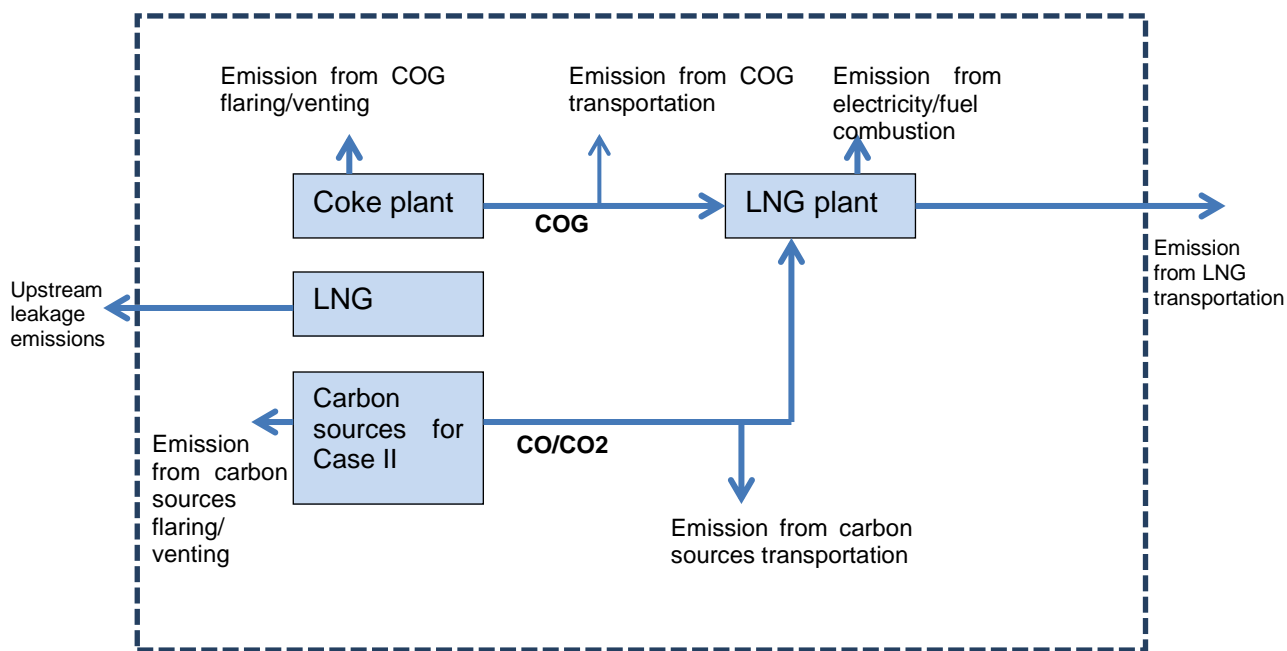 Emission from COG
flaring/venting
Emission from COG
transportation
Emission from
electricity/fuel
combustion
Coke plant
COG
LNG plant
Emission
from LNG
transportation
Upstream
leakage
emissions
LNG
Carbon
sources for
Case II
CO/CO2
Emission
from carbon
sources
flaring/
venting
Emission from carbon
sources transportation